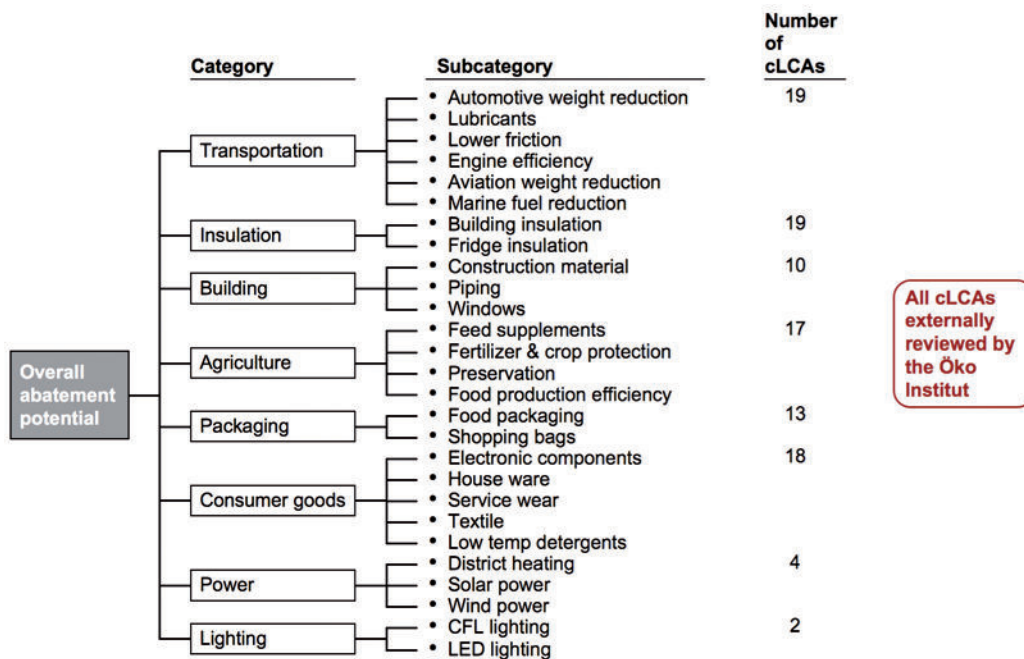 Number
of
cLCAs
Category
Subcategory
Overall
abatement
potential
Transportation
• Automotive weight reduction
19
• Lubricants
• Lower friction
• Engine efficiency
• Aviation weight reduction
• Marine fuel reduction
Insulation
• Building insulation
19
• Fridge insulation
Building
• Construction material
10
• Piping
• Windows
Agriculture
• Feed supplements
17
• Fertilizer & crop protection
• Preservation
• Food production efficiency
Packaging
• Food packaging
13
• Shopping bags
Consumer goods
• Electronic components
18
• House ware
• Service wear
• Textile
• Low temp detergents
Power
• District heating
4
• Solar power
• Wind power
Lighting
• CFL lighting
2
• LED lighting
All cLCAs
externally
reviewed by
the Öko
Institut